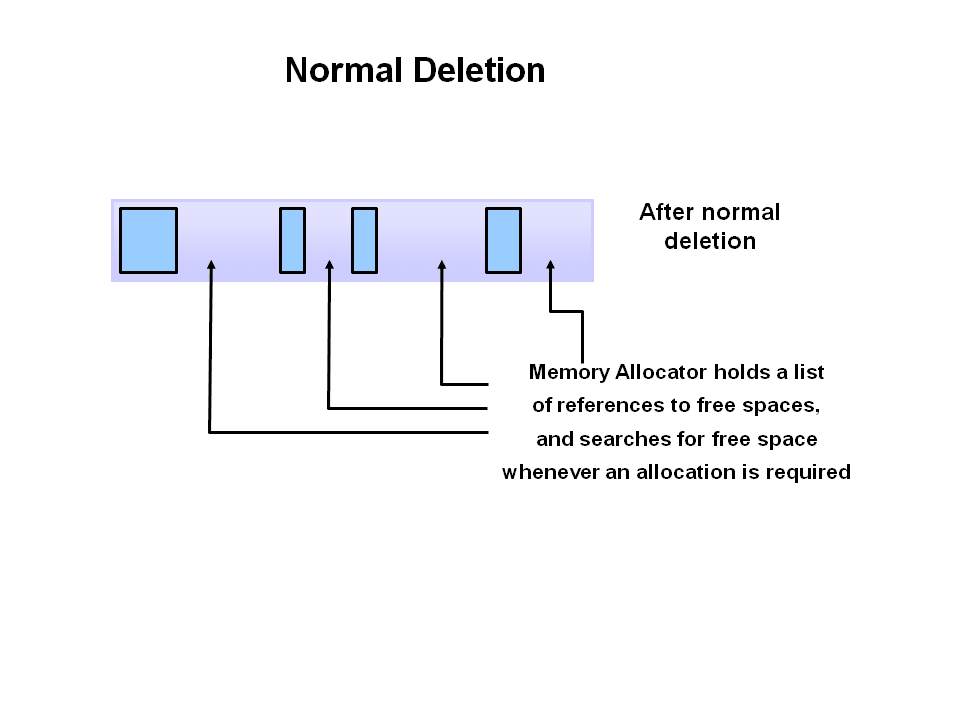 Normal Deletion
After normal
deletion
Memory Allocator holds a list
of references to free spaces,
and searches for free space
whenever an allocation is required